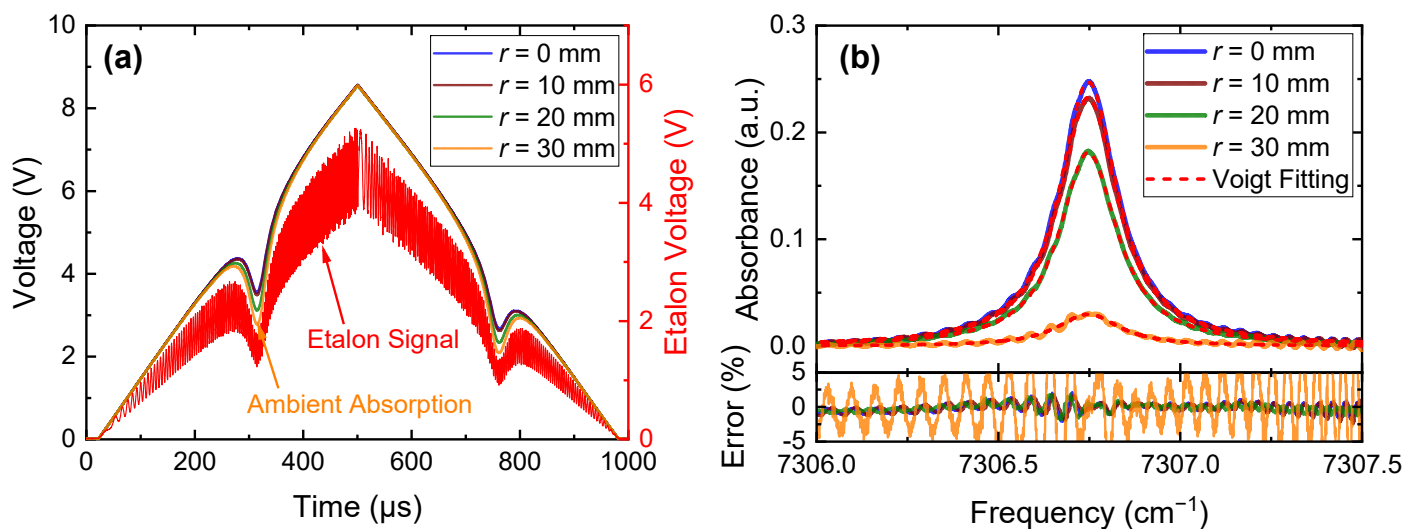 (a)
r = 0 mm
r = 10 mm
r = 20 mm
r = 30 mm
Etalon Signal
Ambient Absorption
10
8
6
4
2
0
Voltage (V)
6
4
2
0
Etalon Voltage (V)
0 200 400 600 800 1000
Time (μs)
(b)
r = 0 mm
r = 10 mm
r = 20 mm
r = 30 mm
Voigt Fitting
0.3
0.2
0.1
0.0
Absorbance (a.u.)
5
0
-5
Error (%)
7306.0 7306.5 7307.0 7307.5
Frequency (cm⁻¹)